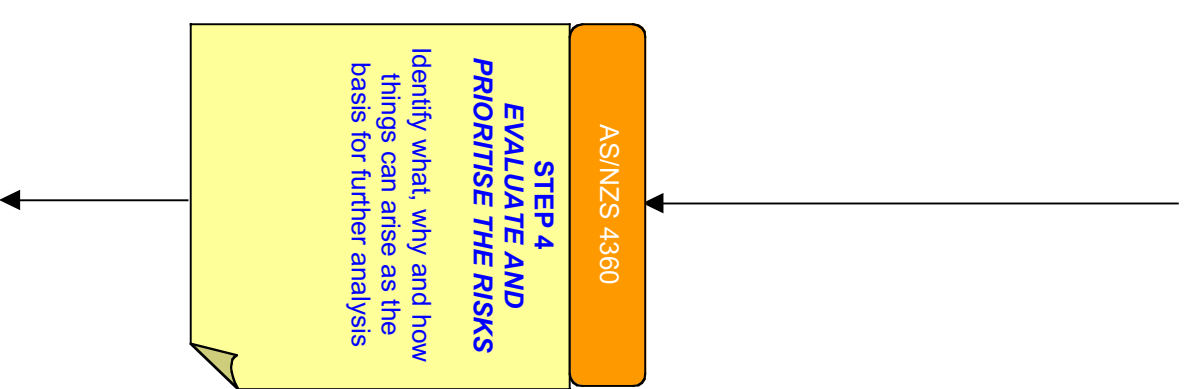 AS/NZS 4360
STEP 4
EVALUATE AND
PRIORITISE THE RISKS
Identify what, why and how
things can arise as the
basis for further analysis